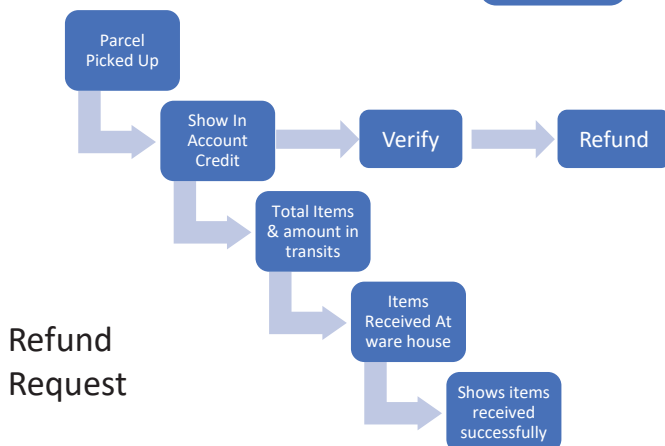 Parcel
Picked Up
Show In
Account
Credit
Verify
Refund
Total Items
& amount in
transits
Items
Received At
ware house
Refund
Request
Shows items
received
successfully